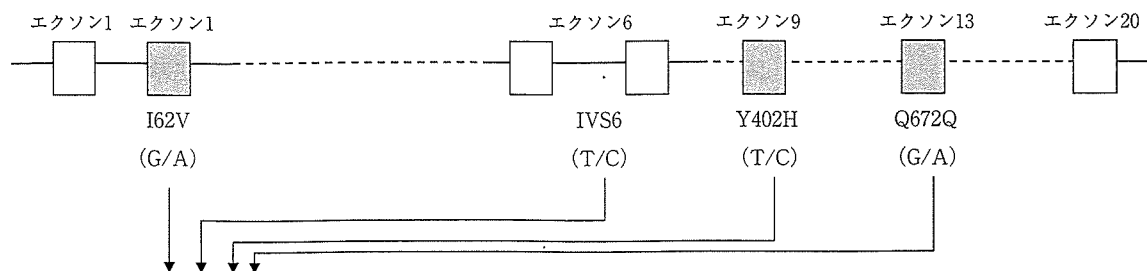 エクソン1 エクソン1 エクソン6 エクソン9 エクソン13 エクソン20
I62V IVS6 Y402H Q672Q
(G/A) (T/C) (T/C) (G/A)